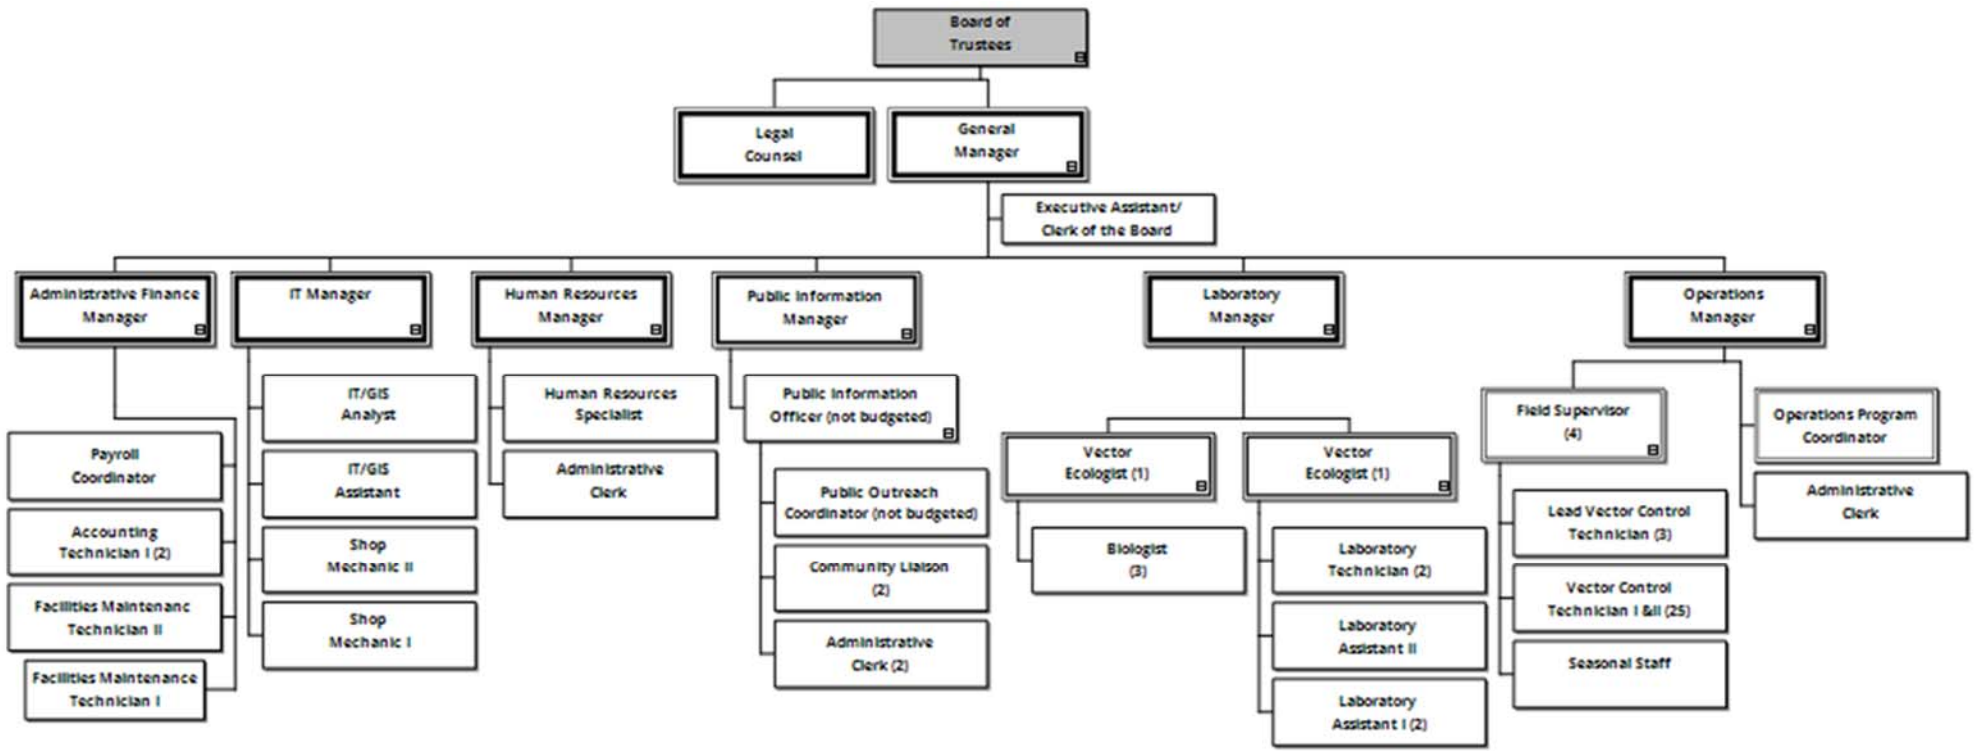 Board of
Trustees
Legal
Counsel
General
Manager
Executive Assistant/
Clerk of the Board
Administrative Finance
Manager
IT Manager
Human Resources
Manager
Public Information
Manager
Laboratory
Manager
Operations
Manager
Payroll
Coordinator
Accounting
Technician I (2)
Facilities Maintenanc
Technician II
Facilities Maintenance
Technician I
IT/GIS
Analyst
IT/GIS
Assistant
Shop
Mechanic II
Shop
Mechanic I
Human Resources
Specialist
Administrative
Clerk
Public Information
Officer (not budgeted)
Public Outreach
Coordinator (not budgeted)
Community Liaison
(2)
Administrative
Clerk (2)
Vector
Ecologist (1)
Biologist
(3)
Vector
Ecologist (1)
Laboratory
Technician (2)
Laboratory
Assistant II
Laboratory
Assistant I (2)
Field Supervisor
(4)
Lead Vector Control
Technician (3)
Vector Control
Technician I &II (25)
Seasonal Staff
Operations Program
Coordinator
Administrative
Clerk